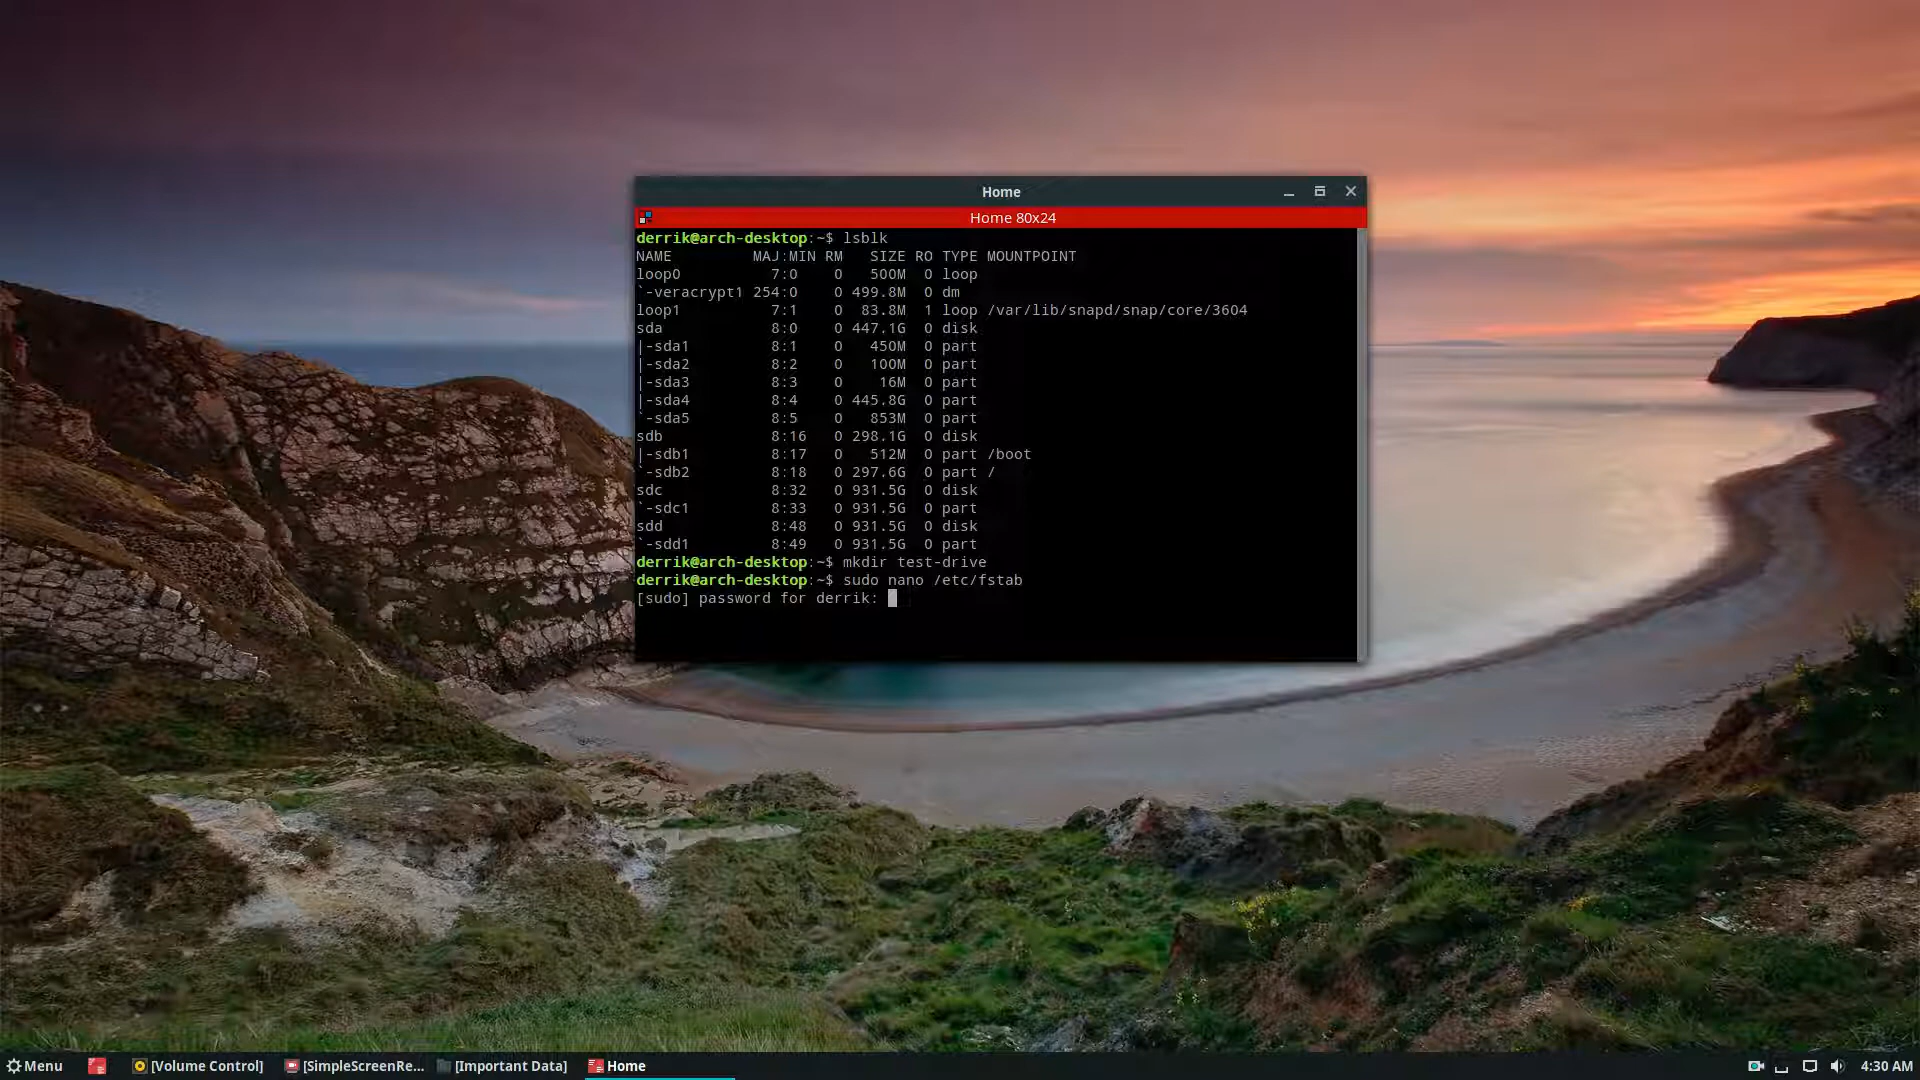 Home
Home 80x24
derrik@arch-desktop:~$ lsblk
NAME         MAJ:MIN RM   SIZE RO TYPE MOUNTPOINT
loop0          7:0    0   500M  0 loop
`-veracrypt1 254:0    0 499.8M  0 dm
loop1          7:1    0  83.8M  1 loop /var/lib/snapd/snap/core/3604
sda            8:0    0 447.1G  0 disk
|-sda1         8:1    0   450M  0 part
|-sda2         8:2    0   100M  0 part
|-sda3         8:3    0    16M  0 part
|-sda4         8:4    0 445.8G  0 part
`-sda5         8:5    0   853M  0 part
sdb            8:16   0 298.1G  0 disk
|-sdb1         8:17   0   512M  0 part /boot
`-sdb2         8:18   0 297.6G  0 part /
sdc            8:32   0 931.5G  0 disk
`-sdc1         8:33   0 931.5G  0 part
sdd            8:48   0 931.5G  0 disk
`-sdd1         8:49   0 931.5G  0 part
derrik@arch-desktop:~$ mkdir test-drive
derrik@arch-desktop:~$ sudo nano /etc/fstab
[sudo] password for derrik:
Menu [Volume Control] [SimpleScreenRe... [Important Data] Home 4:30 AM